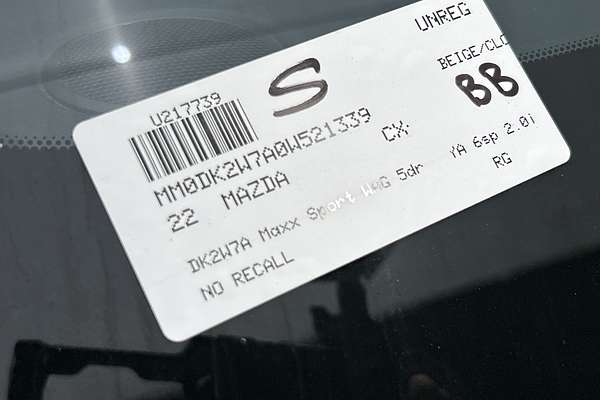 UNREG
U217739
S
BEIGE/CLO
BB
MM0DK2W7A0W521339
22 MAZDA CX-
DK2W7A Maxx Sport WAG 5dr YA 6sp 2.0i
NO RECALL RG